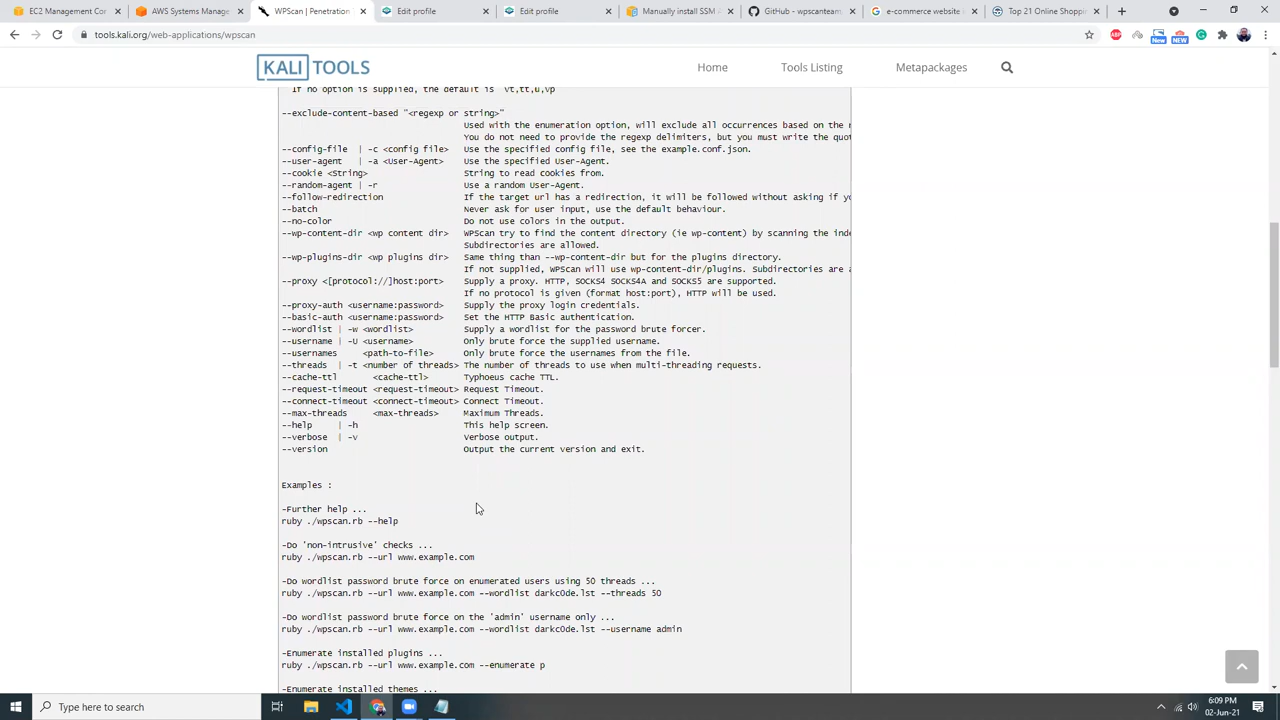 EC2 Management Con
AWS Systems Manage
WPScan | Penetration T
Edit profile
Edit profile
Manually install SSM A
GitHub - wpscanteam
e-commerce website
Top 21 Online Shoppin
tools.kali.org/web-applications/wpscan
ABP
New
NEW
KALI TOOLS
Home
Tools Listing
Metapackages
If no option is supplied, the default is "vt,tt,u,vp"
--exclude-content-based "<regexp or string>"
Used with the enumeration option, will exclude all occurrences based on the r
You do not need to provide the regexp delimiters, but you must write the quot
--config-file | -c <config file> Use the specified config file, see the example.conf.json.
--user-agent | -a <User-Agent> Use the specified User-Agent.
--cookie <String> String to read cookies from.
--random-agent | -r Use a random User-Agent.
--follow-redirection If the target url has a redirection, it will be followed without asking if yo
--batch Never ask for user input, use the default behaviour.
--no-color Do not use colors in the output.
--wp-content-dir <wp content dir> WPScan try to find the content directory (ie wp-content) by scanning the inde
Subdirectories are allowed.
--wp-plugins-dir <wp plugins dir> Same thing than --wp-content-dir but for the plugins directory.
If not supplied, WPScan will use wp-content-dir/plugins. Subdirectories are a
--proxy <[protocol://]host:port> Supply a proxy. HTTP, SOCKS4 SOCKS4A and SOCKS5 are supported.
If no protocol is given (format host:port), HTTP will be used.
--proxy-auth <username:password> Supply the proxy login credentials.
--basic-auth <username:password> Set the HTTP Basic authentication.
--wordlist | -w <wordlist> Supply a wordlist for the password brute forcer.
--username | -U <username> Only brute force the supplied username.
--usernames <path-to-file> Only brute force the usernames from the file.
--threads | -t <number of threads> The number of threads to use when multi-threading requests.
--cache-ttl <cache-ttl> Typhoeus cache TTL.
--request-timeout <request-timeout> Request Timeout.
--connect-timeout <connect-timeout> Connect Timeout.
--max-threads <max-threads> Maximum Threads.
--help | -h This help screen.
--verbose | -v Verbose output.
--version Output the current version and exit.
Examples :
-Further help ...
ruby ./wpscan.rb --help
-Do 'non-intrusive' checks ...
ruby ./wpscan.rb --url www.example.com
-Do wordlist password brute force on enumerated users using 50 threads ...
ruby ./wpscan.rb --url www.example.com --wordlist darkc0de.lst --threads 50
-Do wordlist password brute force on the 'admin' username only ...
ruby ./wpscan.rb --url www.example.com --wordlist darkc0de.lst --username admin
-Enumerate installed plugins ...
ruby ./wpscan.rb --url www.example.com --enumerate p
-Enumerate installed themes ...
Type here to search
6:09 PM
02-Jun-21